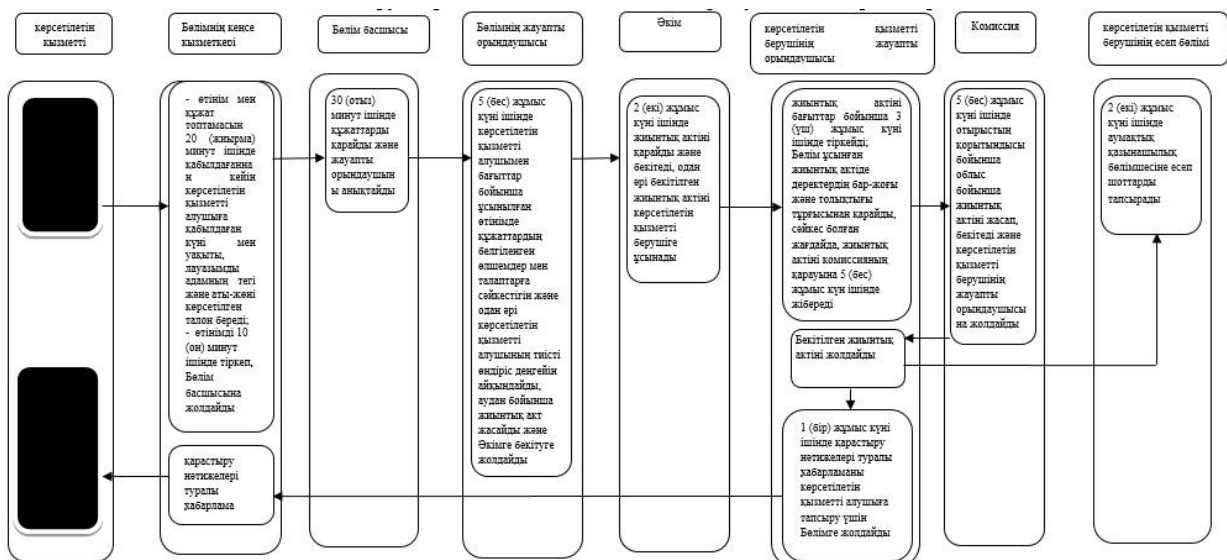 көрсетілетін
қызметті
Бөлімнің кеңсе
қызметкері
Бөлім басшысы
Бөлімнің жауапты
орындаушысы
Әкім
көрсетілетін қызметті
берушінің жауапты
орындаушысы
Комиссия
көрсетілетін қызметті
берушінің есеп бөлімі
- өтінім мен
құжат
топтамасын
20 (жиырма)
минут ішінде
қабылдағанна
н кейін
көрсетілетін
қызметті
алушыға
қабылдаған
күні мен
уақыты,
лауазымды
адамның тегі
және аты-жөні
көрсетілген
талон береді;
- өтінімді 10
(он) минут
ішінде тіркеп,
Бөлім
басшысына
жолдайды
30 (отыз)
минут ішінде
құжаттарды
қарайды және
жауапты
орындаушын
ы анықтайды
5 (бес) жұмыс
күні ішінде
көрсетілетін
қызметті
алушымен
бағыттар
бойынша
ұсынылған
өтінімде
құжаттардың
белгіленген
өлшемдер мен
талаптарға
сәйкестігін және
одан әрі
көрсетілетін
қызметті
алушының тиісті
өндіріс деңгейін
айқындайды,
аудан бойынша
жиынтық акт
жасайды және
Әкімге бекітуге
жолдайды
2 (екі) жұмыс
күні ішінде
жиынтық актіні
қарайды және
бекітеді, одан
әрі бекітілген
жиынтық актіні
көрсетілетін
қызметті
берушіге
ұсынады
жиынтық актіні
бағыттар бойынша 3
(үш) жұмыс күні
ішінде тіркейді;
Бөлім ұсынған
жиынтық актіде
деректердің бар-жоғы
және толықтығы
тұрғысынан қарайды,
сәйкес болған
жағдайда, жиынтық
актіні комиссияның
қарауына 5 (бес)
жұмыс күн ішінде
жібереді
5 (бес) жұмыс
күні ішінде
отырыстың
қорытындысы
бойынша
облыс
бойынша
жиынтық
актіні жасап,
бекітеді және
көрсетілетін
қызметті
берушінің
жауапты
орындаушысы
на жолдайды
2 (екі) жұмыс
күні ішінде
аумақтық
қазынашылық
бөлімшесіне есеп
шоттарды
тапсырады
Бекітілген жиынтық
актіні жолдайды
1 (бір) жұмыс күні
ішінде қарастыру
нәтижелері туралы
хабарламаны
көрсетілетін
қызметті алушыға
тапсыру үшін
Бөлімге жолдайды
қарастыру
нәтижелері
туралы
хабарлама